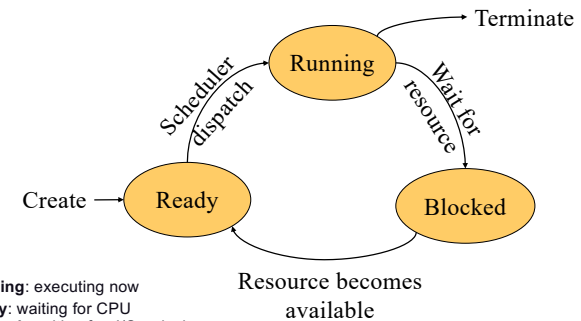 Terminate
Running
Scheduler
dispatch
Wait for
resource
Create
Ready
Blocked
Resource becomes
available
ing: executing now
y: waiting for CPU